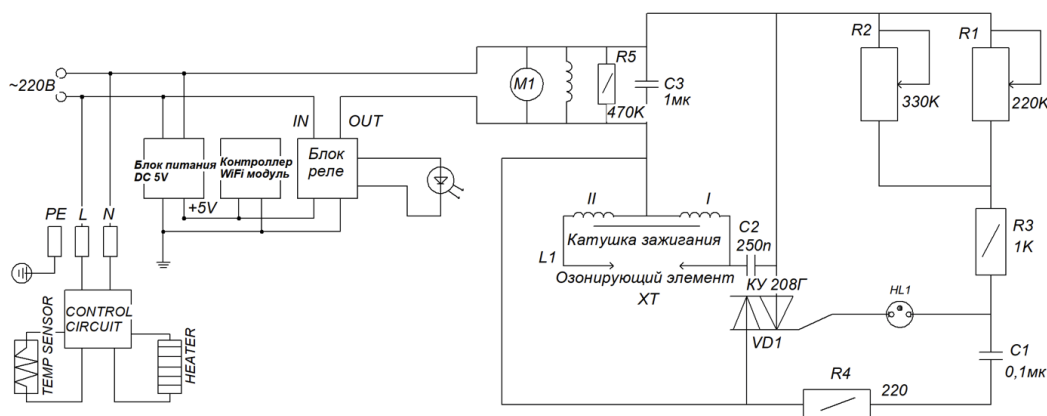 ~220В
IN
OUT
Блок питания
DC 5V
Контроллер
WiFi модуль
Блок
реле
+5V
PE
L
N
CONTROL
CIRCUIT
TEMP SENSOR
HEATER
M1
R5
470K
C3
1мк
R2
330K
R1
220K
II
I
Катушка зажигания
L1
Озонирующий элемент
XT
C2
250n
КУ 208Г
VD1
HL1
R3
1K
C1
0,1мк
R4
220